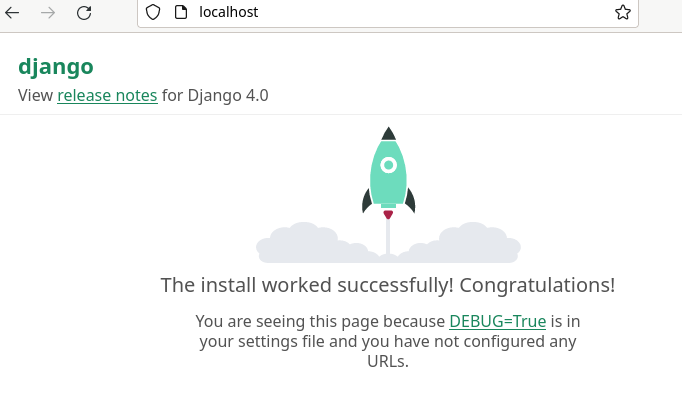 localhost
django
View release notes for Django 4.0
The install worked successfully! Congratulations!
You are seeing this page because DEBUG=True is in
your settings file and you have not configured any
URLs.